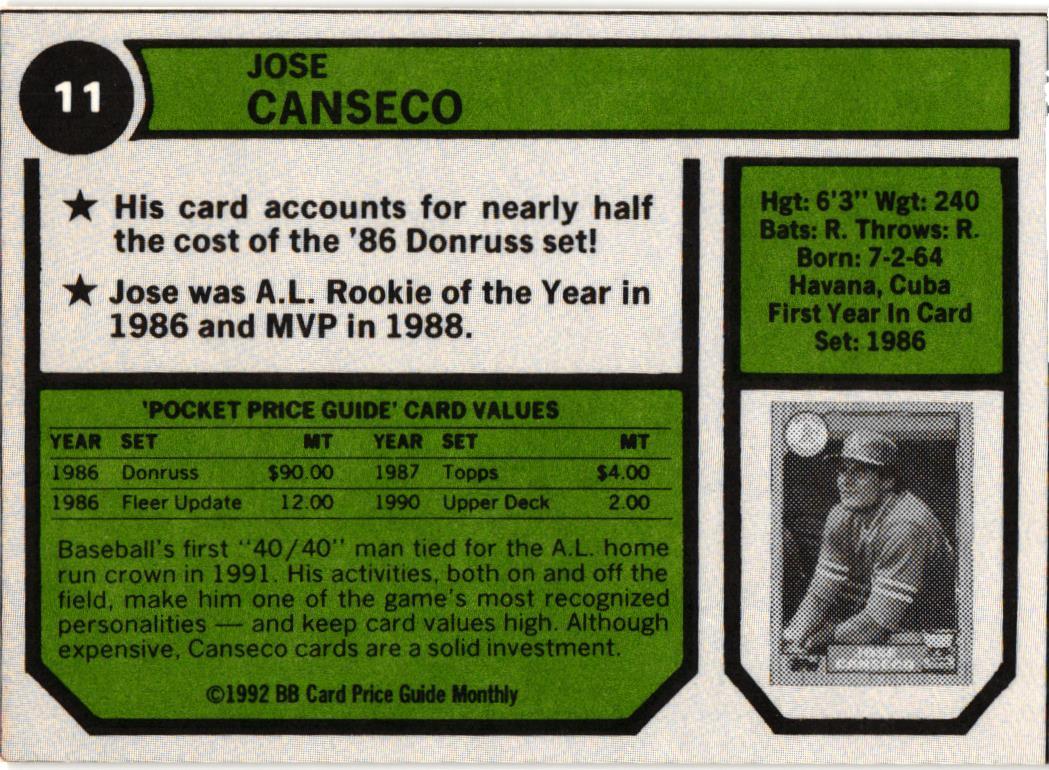 11
JOSE
CANSECO
★ His card accounts for nearly half
the cost of the '86 Donruss set!
★ Jose was A.L. Rookie of the Year in
1986 and MVP in 1988.
'POCKET PRICE GUIDE' CARD VALUES
YEAR SET MT YEAR SET MT
1986 Donruss $90.00 1987 Topps $4.00
1986 Fleer Update 12.00 1990 Upper Deck 2.00
Baseball's first "40/40" man tied for the A.L. home
run crown in 1991. His activities, both on and off the
field, make him one of the game's most recognized
personalities — and keep card values high. Although
expensive, Canseco cards are a solid investment.
©1992 BB Card Price Guide Monthly
Hgt: 6'3'' Wgt: 240
Bats: R. Throws: R.
Born: 7-2-64
Havana, Cuba
First Year In Card
Set: 1986